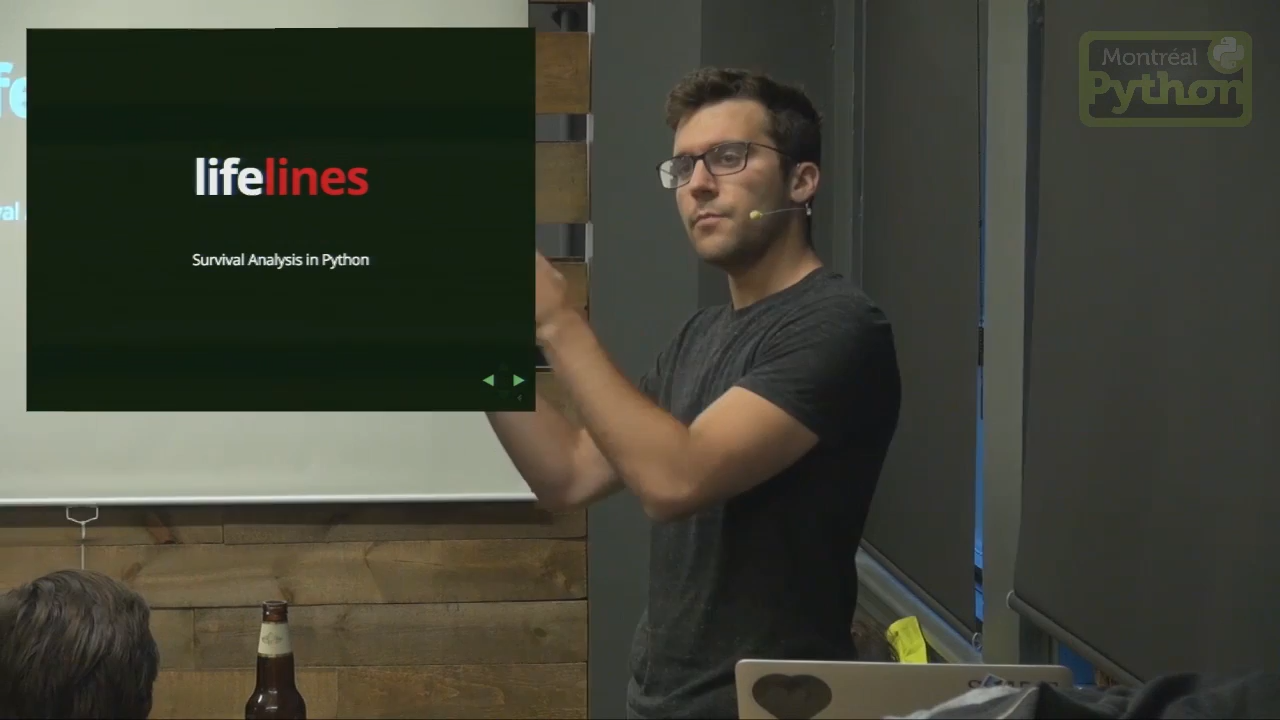 lifelines
Survival Analysis in Python
Montréal
Python